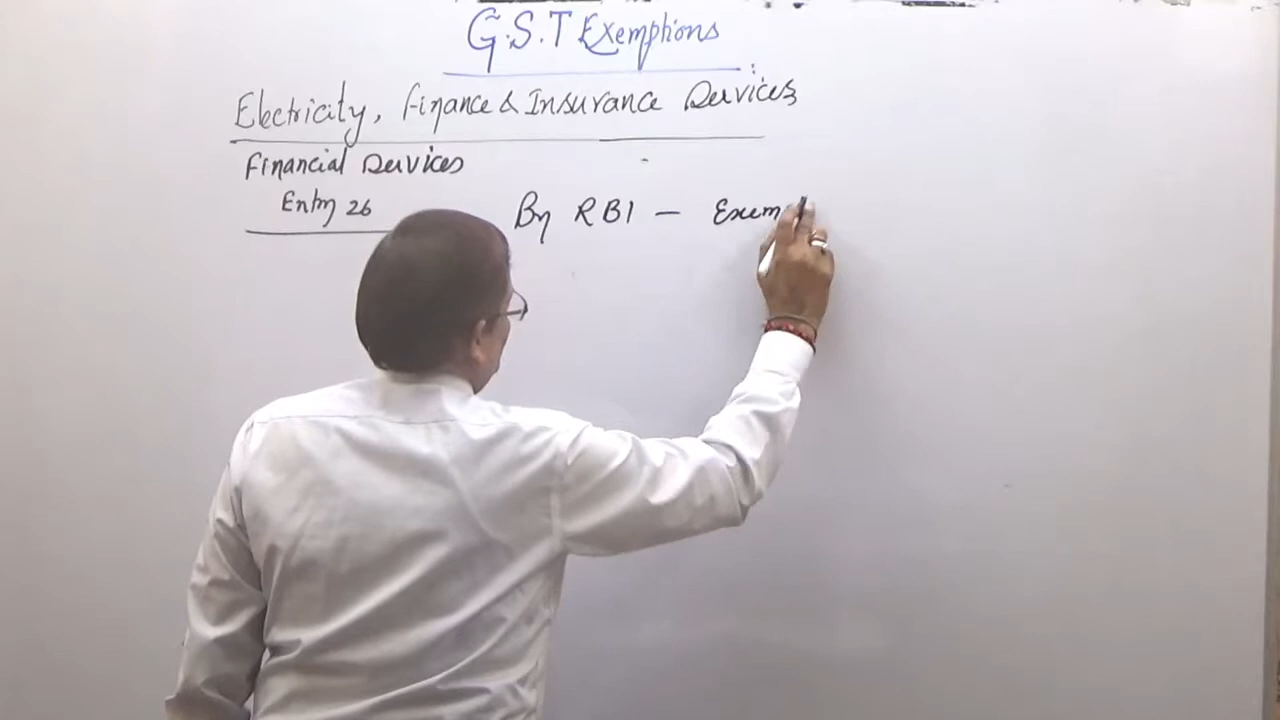 G.S.T Exemptions
Electricity, Finance & Insurance Services
Financial Services
Entry 26
By RBI - Exem